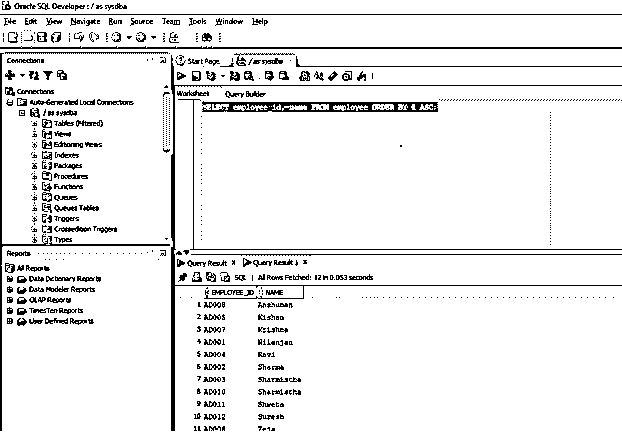 Oracle SQL Developer : / as sysdba
File Edit View Navigate Run Source Team Tools Window Help
Connections
Connections
Auto-Generated Local Connections
/ as sysdba
Tables (Filtered)
Views
Editioning Views
Indexes
Packages
Procedures
Functions
Queues
Queues Tables
Triggers
Crossedition Triggers
Types
Reports
All Reports
Data Dictionary Reports
Data Modeler Reports
OLAP Reports
TimesTen Reports
User Defined Reports
Start Page / as sysdba
Worksheet Query Builder
SELECT employee_id, name FROM employee ORDER BY ASC;
Query Result x Query Result 1 x
SQL | All Rows Fetched: 12 in 0.053 seconds
EMPLOYEE_ID NAME
1 Anshuman
2 AD005 Kishan
3 AD007 Krishna
4 AD001 Nilanjan
5 AD004 Ravi
6 AD002 Sharma
7 AD003 Sharmistha
8 AD010 Sharmistha
9 AD011 Shweta
10 AD012 Suresh
11 Teja